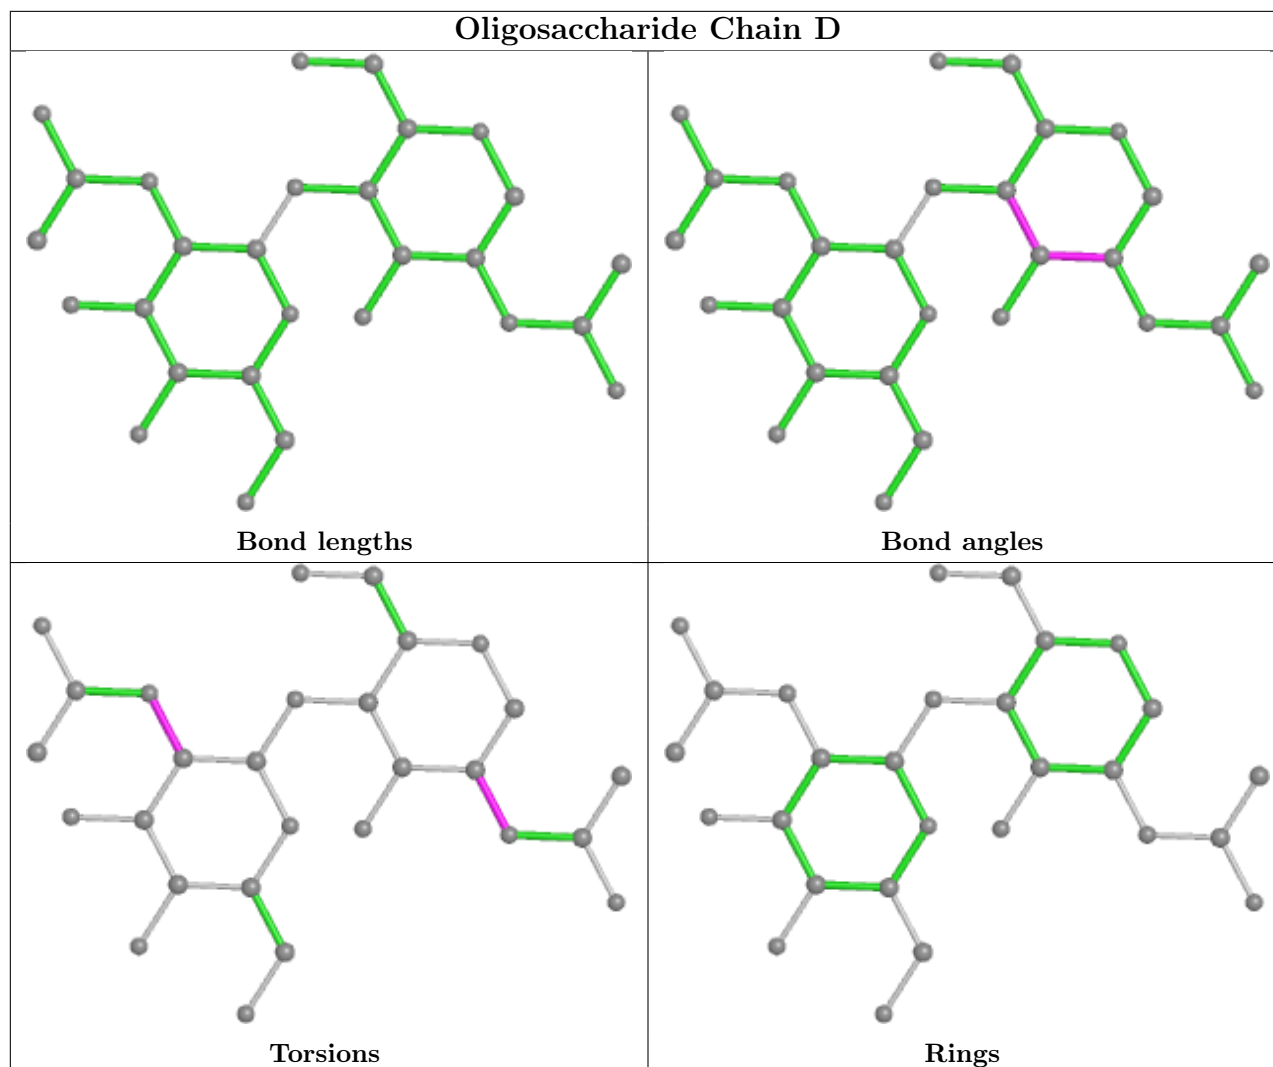 Oligosaccharide Chain D
Bond lengths
Bond angles
Torsions
Rings